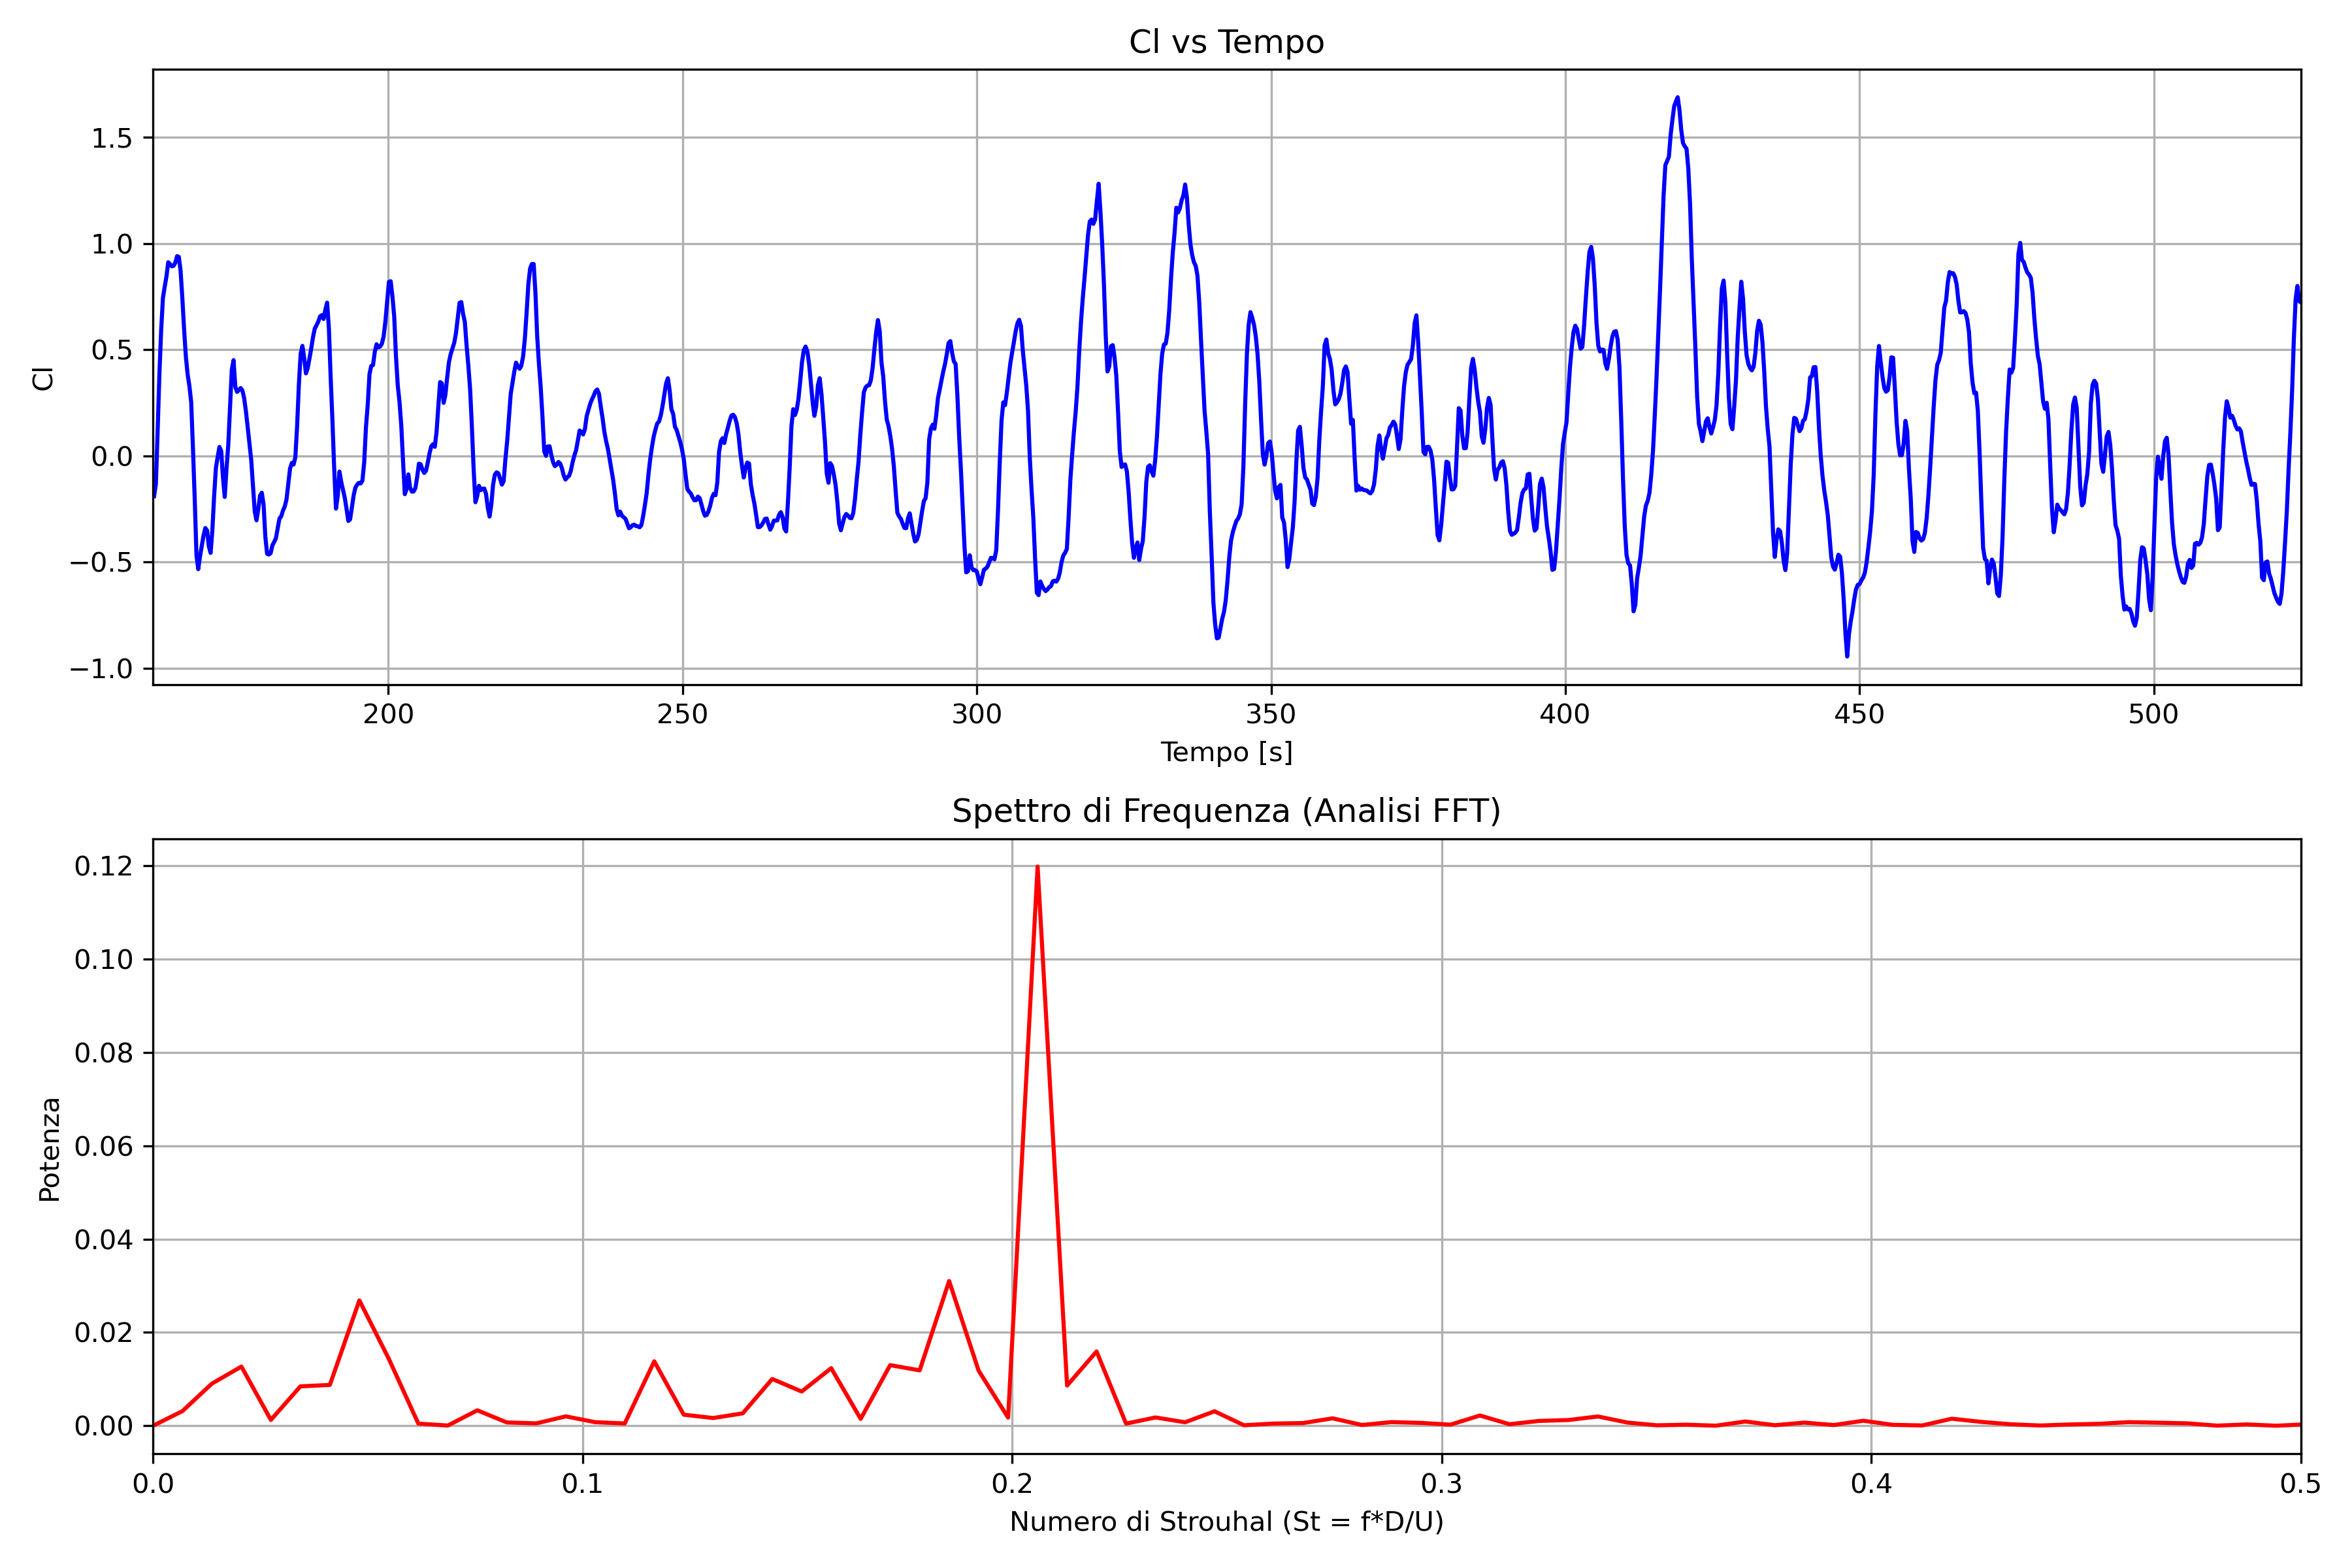 Cl vs Tempo
1.5
1.0
0.5
0.0
−0.5
−1.0
Cl
200 250 300 350 400 450 500
Tempo [s]
Spettro di Frequenza (Analisi FFT)
0.12
0.10
0.08
0.06
0.04
0.02
0.00
Potenza
0.0 0.1 0.2 0.3 0.4 0.5
Numero di Strouhal (St = f*D/U)